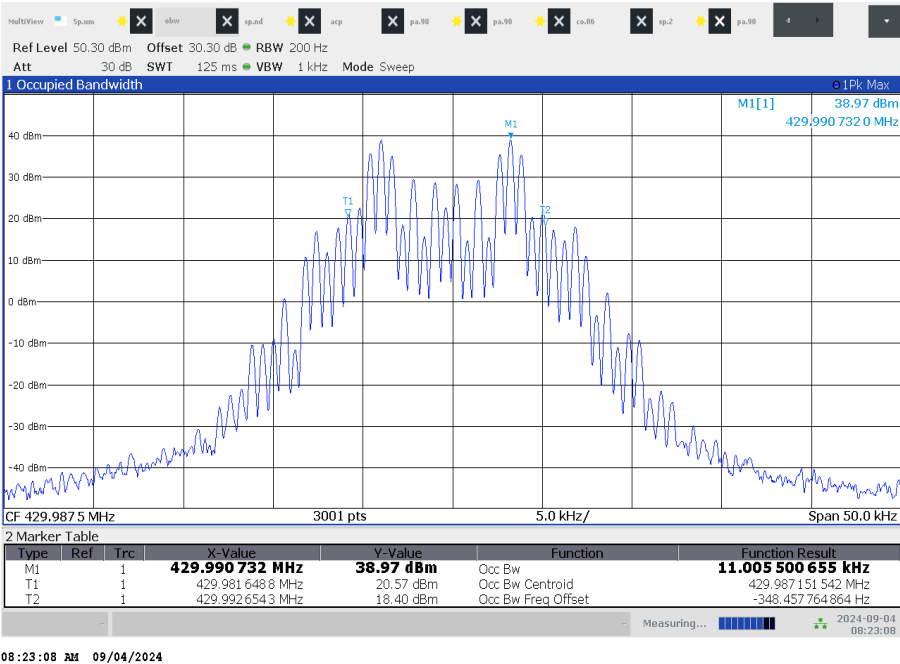 MultiView Sp.um obw sp.nd acp pa.90 pa.90 co.06 sp.2 pa.90
Ref Level 50.30 dBm Offset 30.30 dB RBW 200 Hz
Att 30 dB SWT 125 ms VBW 1 kHz Mode Sweep
1 Occupied Bandwidth 1Pk Max
M1[1] 38.97 dBm
429.990 732 0 MHz
M1
40 dBm
30 dBm
T1
T2
20 dBm
10 dBm
0 dBm
-10 dBm
-20 dBm
-30 dBm
-40 dBm
CF 429.987 5 MHz 3001 pts 5.0 kHz/ Span 50.0 kHz
2 Marker Table
Type Ref Trc X-Value Y-Value Function Function Result
M1 1 429.990 732 MHz 38.97 dBm Occ Bw 11.005 500 655 kHz
T1 1 429.981 648 8 MHz 20.57 dBm Occ Bw Centroid 429.987 151 542 MHz
T2 1 429.992 654 3 MHz 18.40 dBm Occ Bw Freq Offset -348.457 764 864 Hz
Measuring... 2024-09-04
08:23:08
08:23:08 AM 09/04/2024